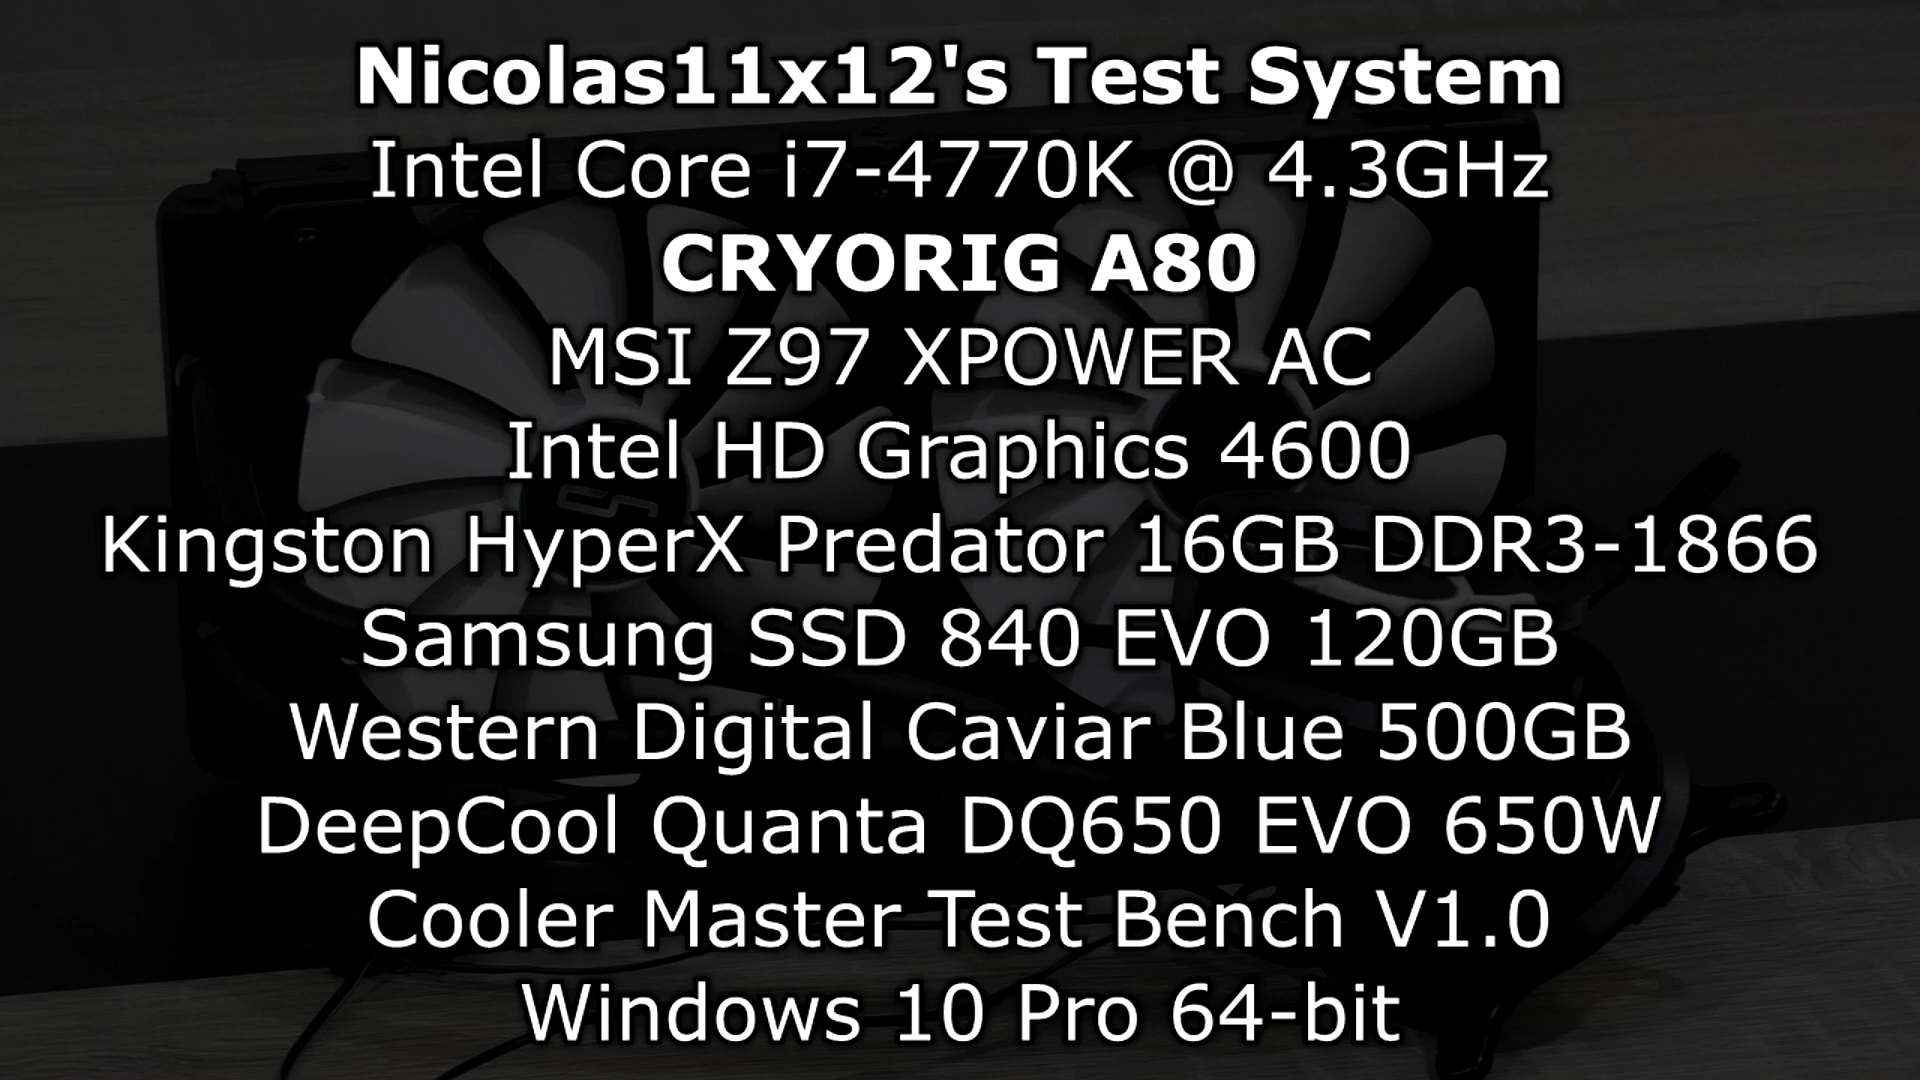 Nicolas11x12's Test System
Intel Core i7-4770K @ 4.3GHz
CRYORIG A80
MSI Z97 XPOWER AC
Intel HD Graphics 4600
Kingston HyperX Predator 16GB DDR3-1866
Samsung SSD 840 EVO 120GB
Western Digital Caviar Blue 500GB
DeepCool Quanta DQ650 EVO 650W
Cooler Master Test Bench V1.0
Windows 10 Pro 64-bit